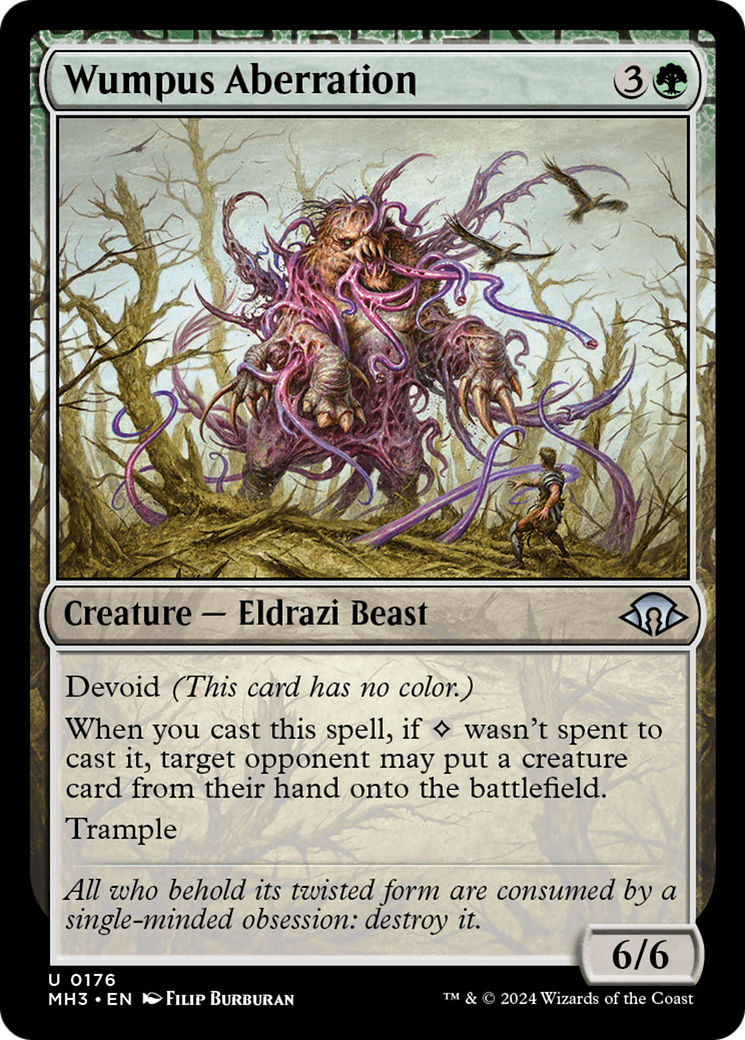 Wumpus Aberration 3
Creature — Eldrazi Beast
Devoid (This card has no color.)
When you cast this spell, if wasn't spent to
cast it, target opponent may put a creature
card from their hand onto the battlefield.
Trample
All who behold its twisted form are consumed by a
single-minded obsession: destroy it.
6/6
U 0176
MH3 • EN Filip Burburan
™ & © 2024 Wizards of the Coast